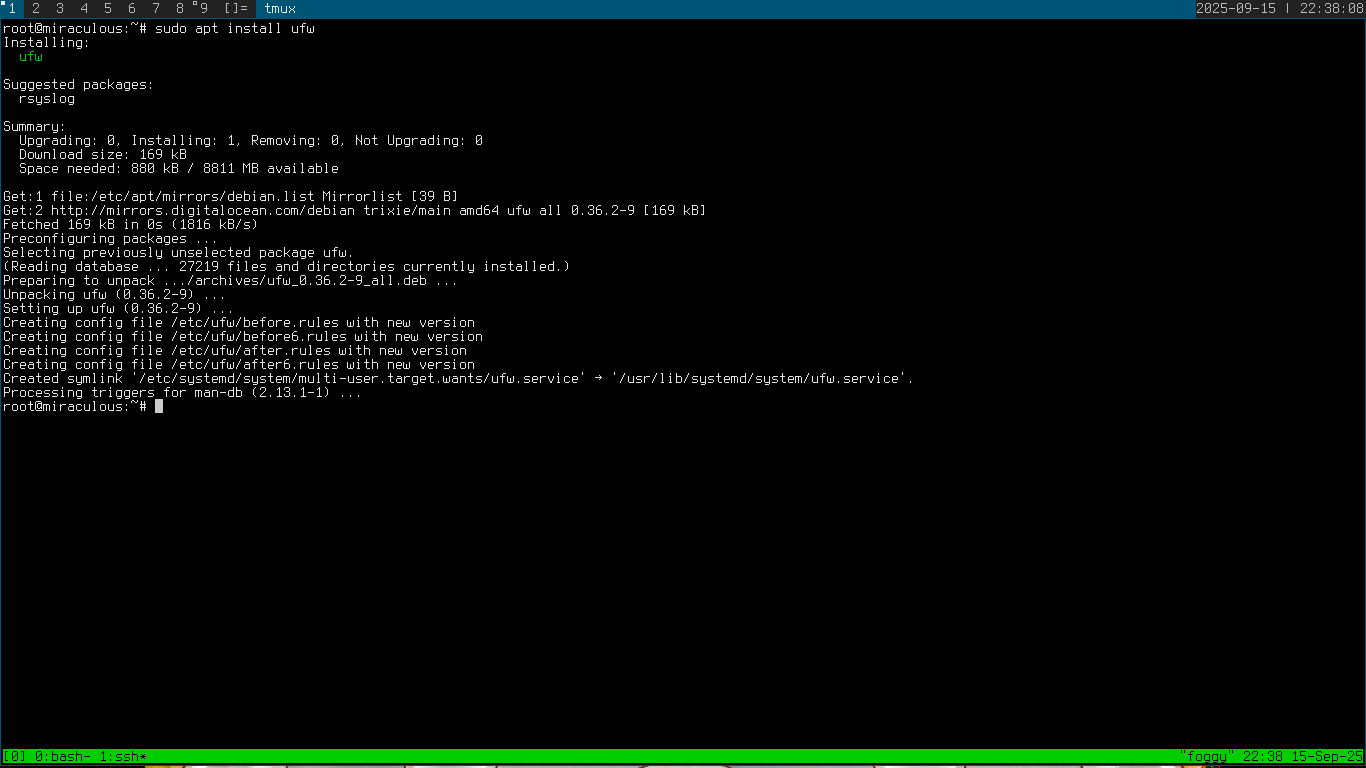 1 2 3 4 5 6 7 8 9 []= tmux 2025-09-15 | 22:38:08
root@miraculous:~# sudo apt install ufw
Installing:
  ufw

Suggested packages:
  rsyslog

Summary:
  Upgrading: 0, Installing: 1, Removing: 0, Not Upgrading: 0
  Download size: 169 kB
  Space needed: 880 kB / 8811 MB available

Get:1 file:/etc/apt/mirrors/debian.list Mirrorlist [39 B]
Get:2 http://mirrors.digitalocean.com/debian trixie/main amd64 ufw all 0.36.2-9 [169 kB]
Fetched 169 kB in 0s (1816 kB/s)
Preconfiguring packages ...
Selecting previously unselected package ufw.
(Reading database ... 27219 files and directories currently installed.)
Preparing to unpack .../archives/ufw_0.36.2-9_all.deb ...
Unpacking ufw (0.36.2-9) ...
Setting up ufw (0.36.2-9) ...
Creating config file /etc/ufw/before.rules with new version
Creating config file /etc/ufw/before6.rules with new version
Creating config file /etc/ufw/after.rules with new version
Creating config file /etc/ufw/after6.rules with new version
Created symlink '/etc/systemd/system/multi-user.target.wants/ufw.service' → '/usr/lib/systemd/system/ufw.service'.
Processing triggers for man-db (2.13.1-1) ...
root@miraculous:~#
[0] 0:bash- 1:ssh* "foggy" 22:38 15-Sep-25